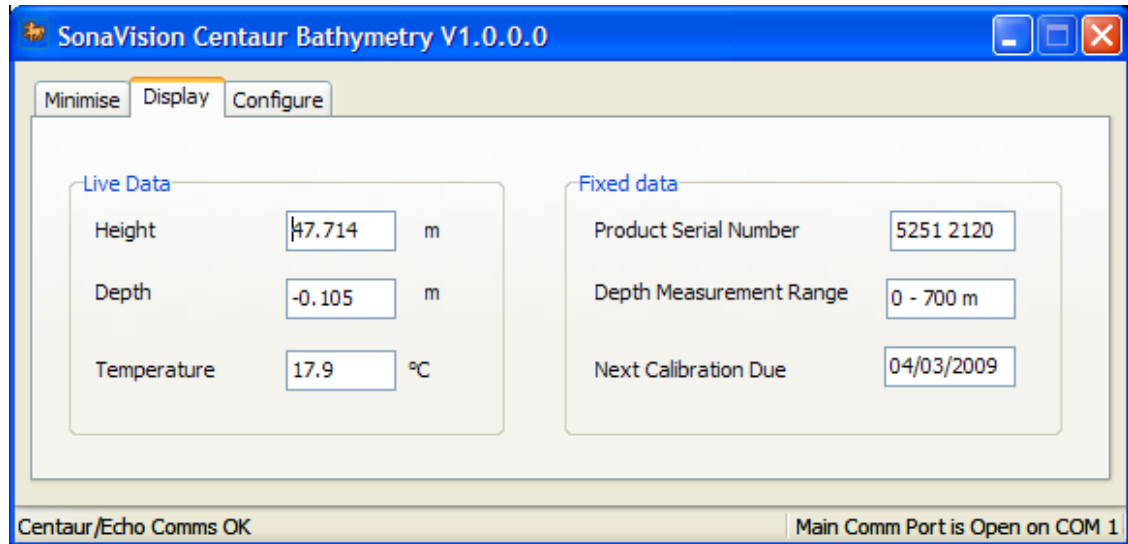 SonaVision Centaur Bathymetry V1.0.0.0
Minimise Display Configure
Live Data
Height 47.714 m
Depth -0.105 m
Temperature 17.9 °C
Fixed data
Product Serial Number 5251 2120
Depth Measurement Range 0 - 700 m
Next Calibration Due 04/03/2009
Centaur/Echo Comms OK
Main Comm Port is Open on COM 1